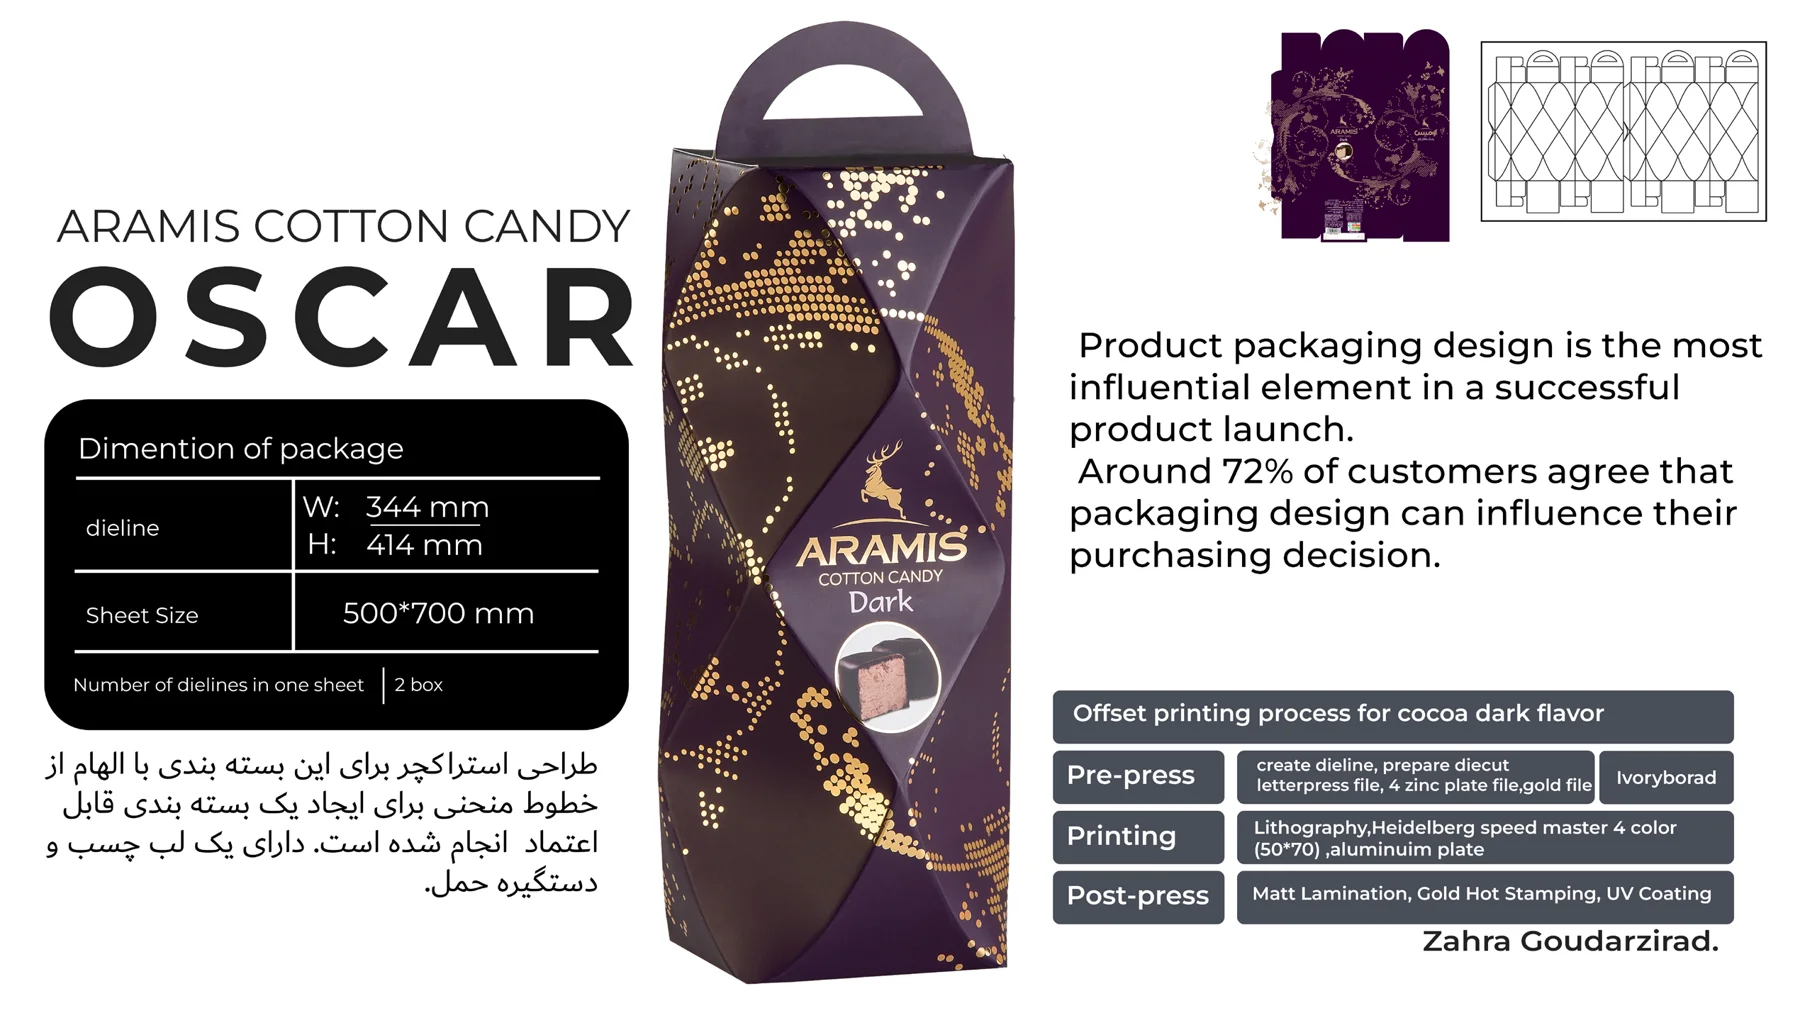 ARAMIS COTTON CANDY
OSCAR
Dimention of package
dieline
W: 344 mm
H: 414 mm
Sheet Size
500*700 mm
Number of dielines in one sheet
2 box
طراحی استراکچر برای این بسته بندی با الهام از
خطوط منحنی برای ایجاد یک بسته بندی قابل
اعتماد انجام شده است. دارای یک لب چسب و
دستگیره حمل.
ARAMIS
COTTON CANDY
Dark
ARAMIS
Dark
Product packaging design is the most
influential element in a successful
product launch.
Around 72% of customers agree that
packaging design can influence their
purchasing decision.
Offset printing process for cocoa dark flavor
Pre-press
create dieline, prepare diecut
letterpress file, 4 zinc plate file,gold file
Ivoryborad
Printing
Lithography,Heidelberg speed master 4 color
(50*70) ,aluminuim plate
Post-press
Matt Lamination, Gold Hot Stamping, UV Coating
Zahra Goudarzirad.